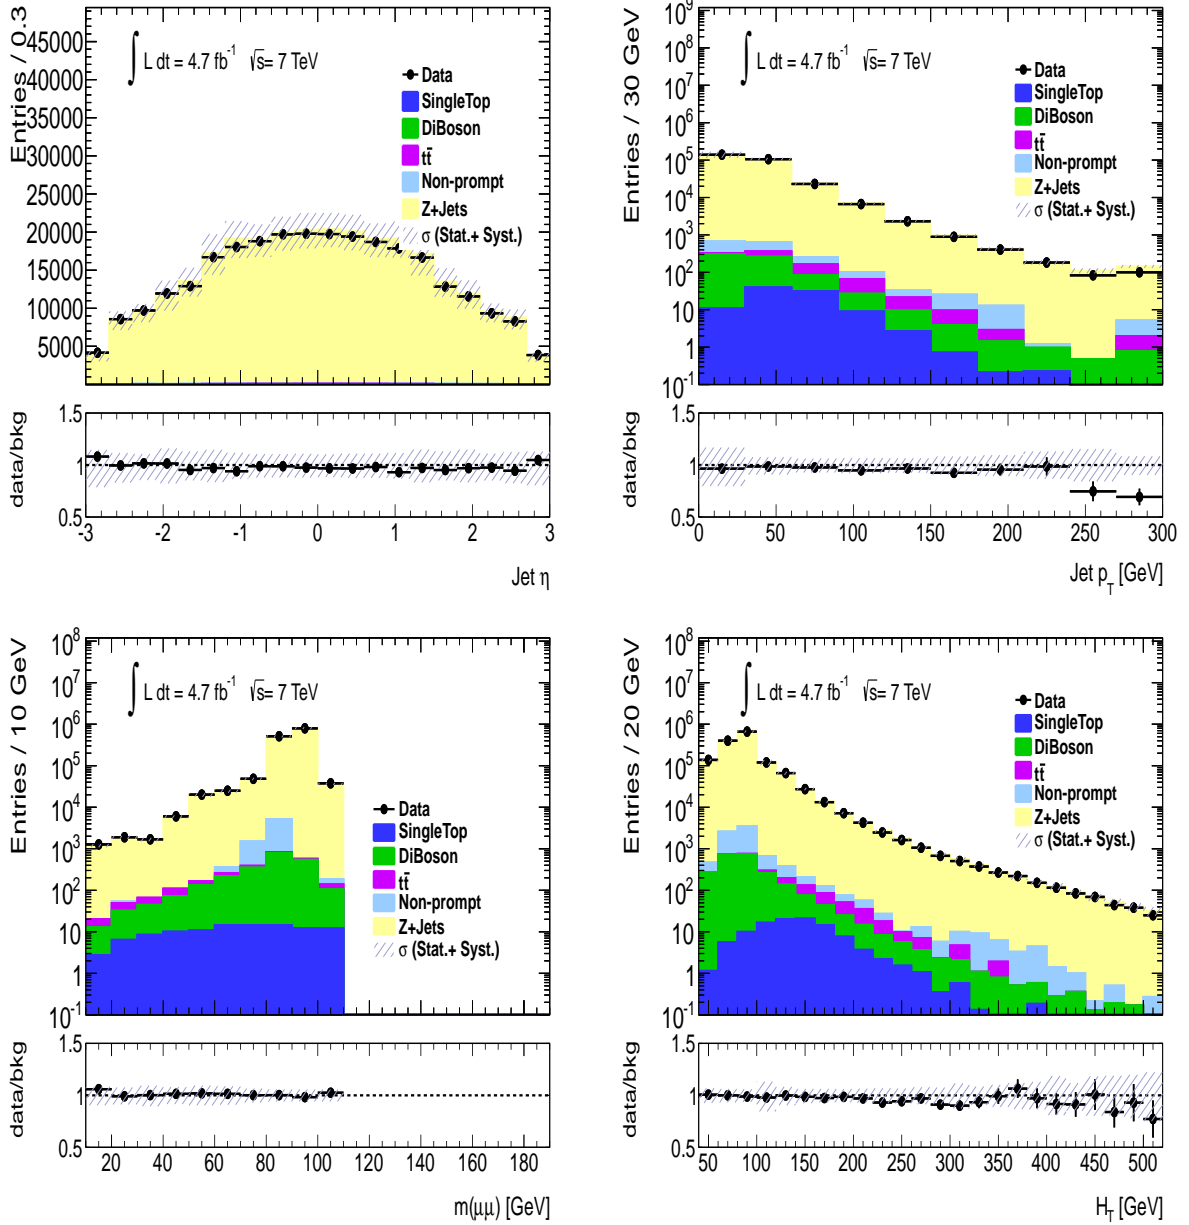 Entries / 0.3
45000
40000
35000
30000
25000
20000
15000
10000
5000
∫ L dt = 4.7 fb⁻¹ √s= 7 TeV
Data
SingleTop
DiBoson
tt̄
Non-prompt
Z+Jets
σ (Stat.+ Syst.)
data/bkg
1.5
1
0.5
-3 -2 -1 0 1 2 3
Jet η
Entries / 30 GeV
10⁹
10⁸
10⁷
10⁶
10⁵
10⁴
10³
10²
10
1
10⁻¹
∫ L dt = 4.7 fb⁻¹ √s= 7 TeV
Data
SingleTop
DiBoson
tt̄
Non-prompt
Z+Jets
σ (Stat.+ Syst.)
data/bkg
1.5
1
0.5
0 50 100 150 200 250 300
Jet p_T [GeV]
Entries / 10 GeV
10⁸
10⁷
10⁶
10⁵
10⁴
10³
10²
10
1
10⁻¹
∫ L dt = 4.7 fb⁻¹ √s= 7 TeV
Data
SingleTop
DiBoson
tt̄
Non-prompt
Z+Jets
σ (Stat.+ Syst.)
data/bkg
1.5
1
0.5
20 40 60 80 100 120 140 160 180
m(μμ) [GeV]
Entries / 20 GeV
10⁸
10⁷
10⁶
10⁵
10⁴
10³
10²
10
1
10⁻¹
∫ L dt = 4.7 fb⁻¹ √s= 7 TeV
Data
SingleTop
DiBoson
tt̄
Non-prompt
Z+Jets
σ (Stat.+ Syst.)
data/bkg
1.5
1
0.5
50 100 150 200 250 300 350 400 450 500
H_T [GeV]